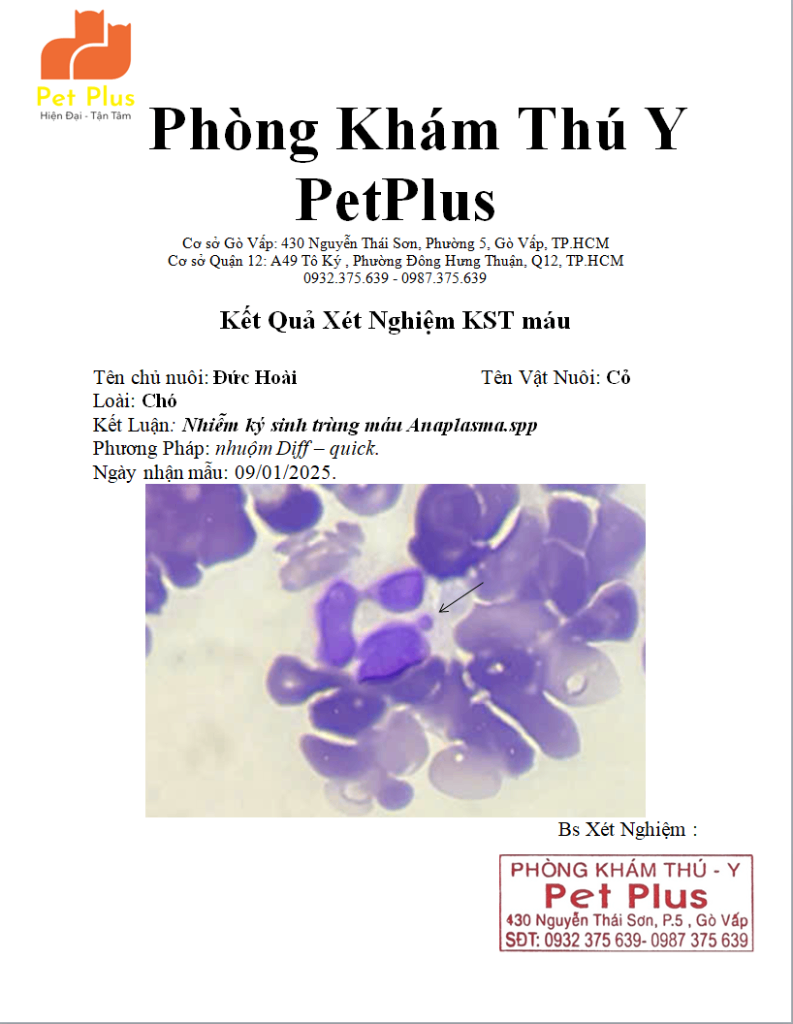 Pet Plus
Hiện Đại - Tận Tâm
Phòng Khám Thú Y
PetPlus
Cơ sở Gò Vấp: 430 Nguyễn Thái Sơn, Phường 5, Gò Vấp, TP.HCM
Cơ sở Quận 12: A49 Tô Ký , Phường Đông Hưng Thuận, Q12, TP.HCM
0932.375.639 - 0987.375.639
Kết Quả Xét Nghiệm KST máu
Tên chủ nuôi: Đức Hoài Tên Vật Nuôi: Cỏ
Loài: Chó
Kết Luận: Nhiễm ký sinh trùng máu Anaplasma.spp
Phương Pháp: nhuộm Diff – quick.
Ngày nhận mẫu: 09/01/2025.
Bs Xét Nghiệm :
PHÒNG KHÁM THÚ - Y
Pet Plus
430 Nguyễn Thái Sơn, P.5 , Gò Vấp
SĐT: 0932 375 639- 0987 375 639